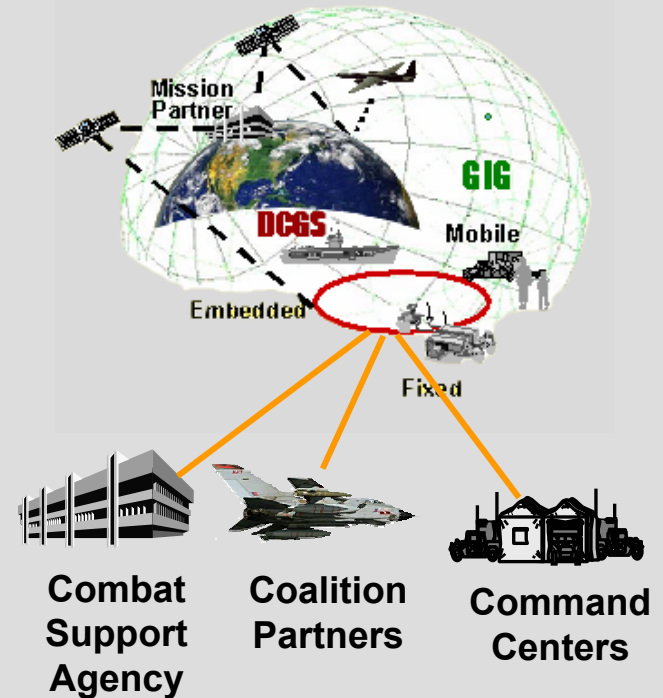 Mission
Partner
GIG
DCGS
Mobile
Embedded
Fixed
Combat
Support
Agency
Coalition
Partners
Command
Centers